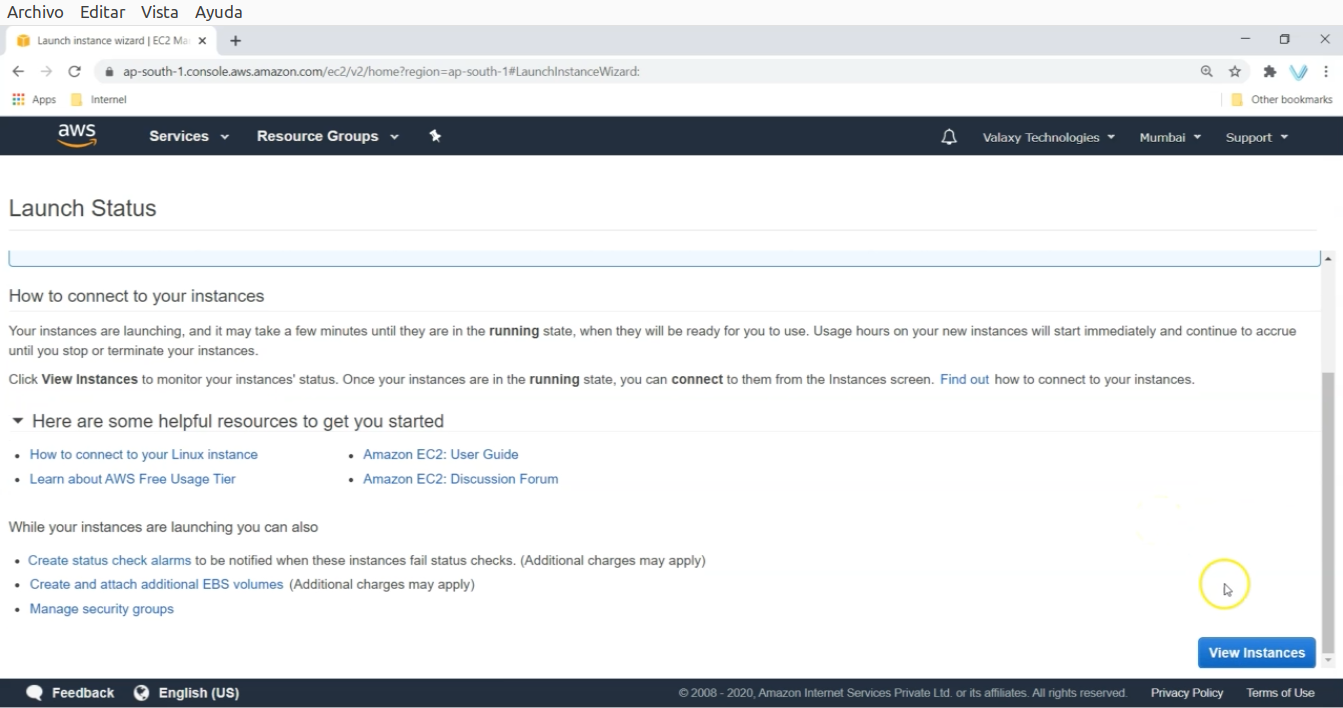 Archivo Editar Vista Ayuda
Launch instance wizard | EC2 Ma
ap-south-1.console.aws.amazon.com/ec2/v2/home?region=ap-south-1#LaunchInstanceWizard:
Apps Internet Other bookmarks
aws Services Resource Groups Valaxy Technologies Mumbai Support
Launch Status
How to connect to your instances
Your instances are launching, and it may take a few minutes until they are in the running state, when they will be ready for you to use. Usage hours on your new instances will start immediately and continue to accrue
until you stop or terminate your instances.
Click View Instances to monitor your instances' status. Once your instances are in the running state, you can connect to them from the Instances screen. Find out how to connect to your instances.
Here are some helpful resources to get you started
• How to connect to your Linux instance • Amazon EC2: User Guide
• Learn about AWS Free Usage Tier • Amazon EC2: Discussion Forum
While your instances are launching you can also
• Create status check alarms to be notified when these instances fail status checks. (Additional charges may apply)
• Create and attach additional EBS volumes (Additional charges may apply)
• Manage security groups
View Instances
Feedback English (US) © 2008 - 2020, Amazon Internet Services Private Ltd. or its affiliates. All rights reserved. Privacy Policy Terms of Use